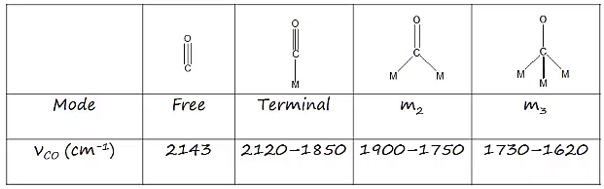 O
C
O
C
M
O
C
M M
O
C
M M M
Mode Free Terminal m₂ m₃
νCO (cm⁻¹) 2143 2120–1850 1900–1750 1730–1620